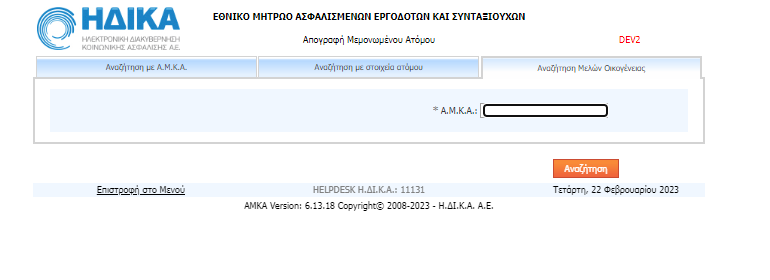 ΗΔΙΚΑ
ΗΛΕΚΤΡΟΝΙΚΗ ΔΙΑΚΥΒΕΡΝΗΣΗ
ΚΟΙΝΩΝΙΚΗΣ ΑΣΦΑΛΙΣΗΣ Α.Ε.
ΕΘΝΙΚΟ ΜΗΤΡΩΟ ΑΣΦΑΛΙΣΜΕΝΩΝ ΕΡΓΟΔΟΤΩΝ ΚΑΙ ΣΥΝΤΑΞΙΟΥΧΩΝ
Απογραφή Μεμονωμένου Ατόμου DEV2
Αναζήτηση με Α.Μ.Κ.Α. Αναζήτηση με στοιχεία ατόμου Αναζήτηση Μελών Οικογένειας
* Α.Μ.Κ.Α.:
Αναζήτηση
Επιστροφή στο Μενού HELPDESK Η.ΔΙ.Κ.Α.: 11131 Τετάρτη, 22 Φεβρουαρίου 2023
AMKA Version: 6.13.18 Copyright© 2008-2023 - Η.ΔΙ.Κ.Α. Α.Ε.